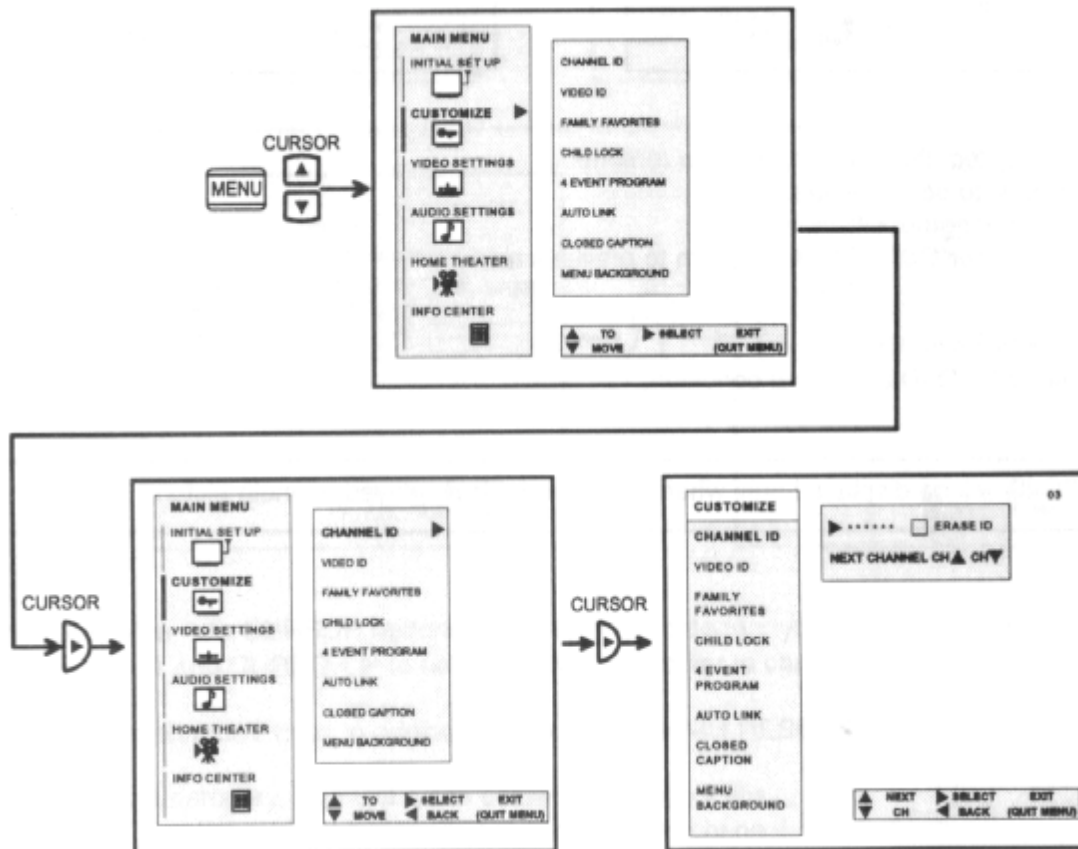 MAIN MENU
INITIAL SET UP
CUSTOMIZE
VIDEO SETTINGS
AUDIO SETTINGS
HOME THEATER
INFO CENTER
CHANNEL ID
VIDEO ID
FAMILY FAVORITES
CHILD LOCK
4 EVENT PROGRAM
AUTO LINK
CLOSED CAPTION
MENU BACKGROUND
TO SELECT EXIT
MOVE (QUIT MENU)
CURSOR
MENU
MAIN MENU
INITIAL SET UP
CUSTOMIZE
VIDEO SETTINGS
AUDIO SETTINGS
HOME THEATER
INFO CENTER
CHANNEL ID
VIDEO ID
FAMILY FAVORITES
CHILD LOCK
4 EVENT PROGRAM
AUTO LINK
CLOSED CAPTION
MENU BACKGROUND
TO SELECT EXIT
MOVE BACK (QUIT MENU)
CURSOR
CURSOR
CUSTOMIZE
CHANNEL ID
VIDEO ID
FAMILY
FAVORITES
CHILD LOCK
4 EVENT
PROGRAM
AUTO LINK
CLOSED
CAPTION
MENU
BACKGROUND
03
▶ ****** ☐ ERASE ID
NEXT CHANNEL CH▲ CH▼
NEXT SELECT EXIT
CH BACK (QUIT MENU)